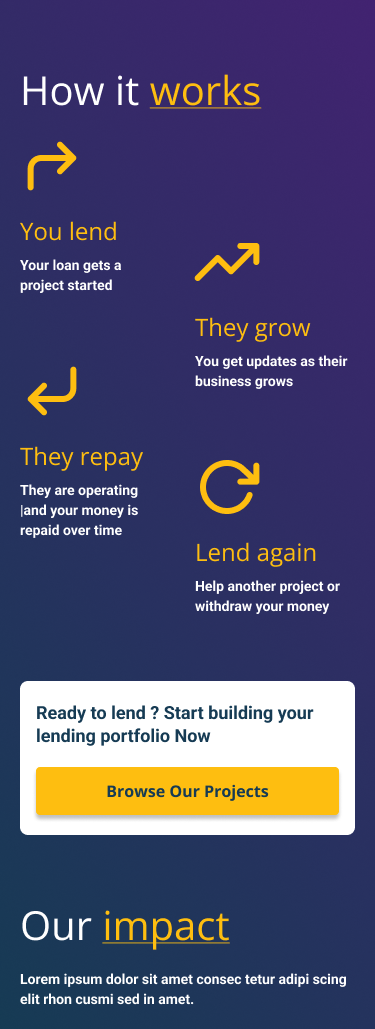 How it works
You lend
Your loan gets a
project started
They grow
You get updates as their
business grows
They repay
They are operating
|and your money is
repaid over time
Lend again
Help another project or
withdraw your money
Ready to lend ? Start building your
lending portfolio Now
Browse Our Projects
Our impact
Lorem ipsum dolor sit amet consec tetur adipi scing
elit rhon cusmi sed in amet.